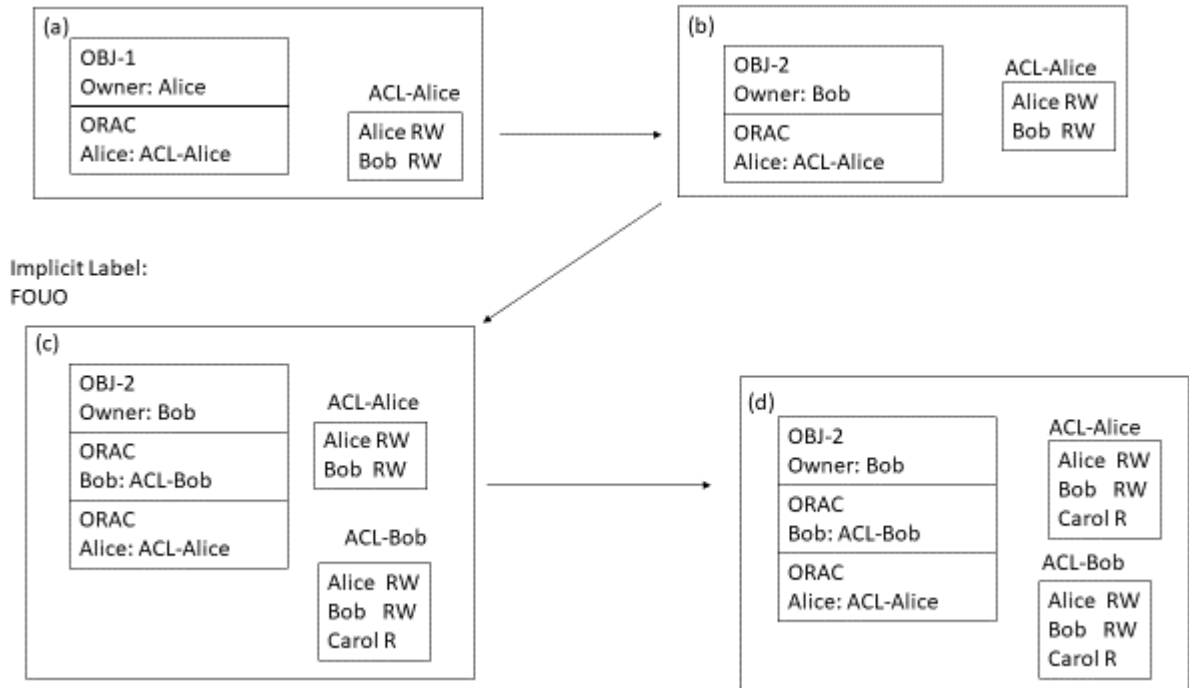 (a)
OBJ-1
Owner: Alice
ORAC
Alice: ACL-Alice
ACL-Alice
Alice RW
Bob RW
(b)
OBJ-2
Owner: Bob
ORAC
Alice: ACL-Alice
ACL-Alice
Alice RW
Bob RW
Implicit Label:
FOUO
(c)
OBJ-2
Owner: Bob
ORAC
Bob: ACL-Bob
ORAC
Alice: ACL-Alice
ACL-Alice
Alice RW
Bob RW
ACL-Bob
Alice RW
Bob RW
Carol R
(d)
OBJ-2
Owner: Bob
ORAC
Bob: ACL-Bob
ORAC
Alice: ACL-Alice
ACL-Alice
Alice RW
Bob RW
Carol R
ACL-Bob
Alice RW
Bob RW
Carol R